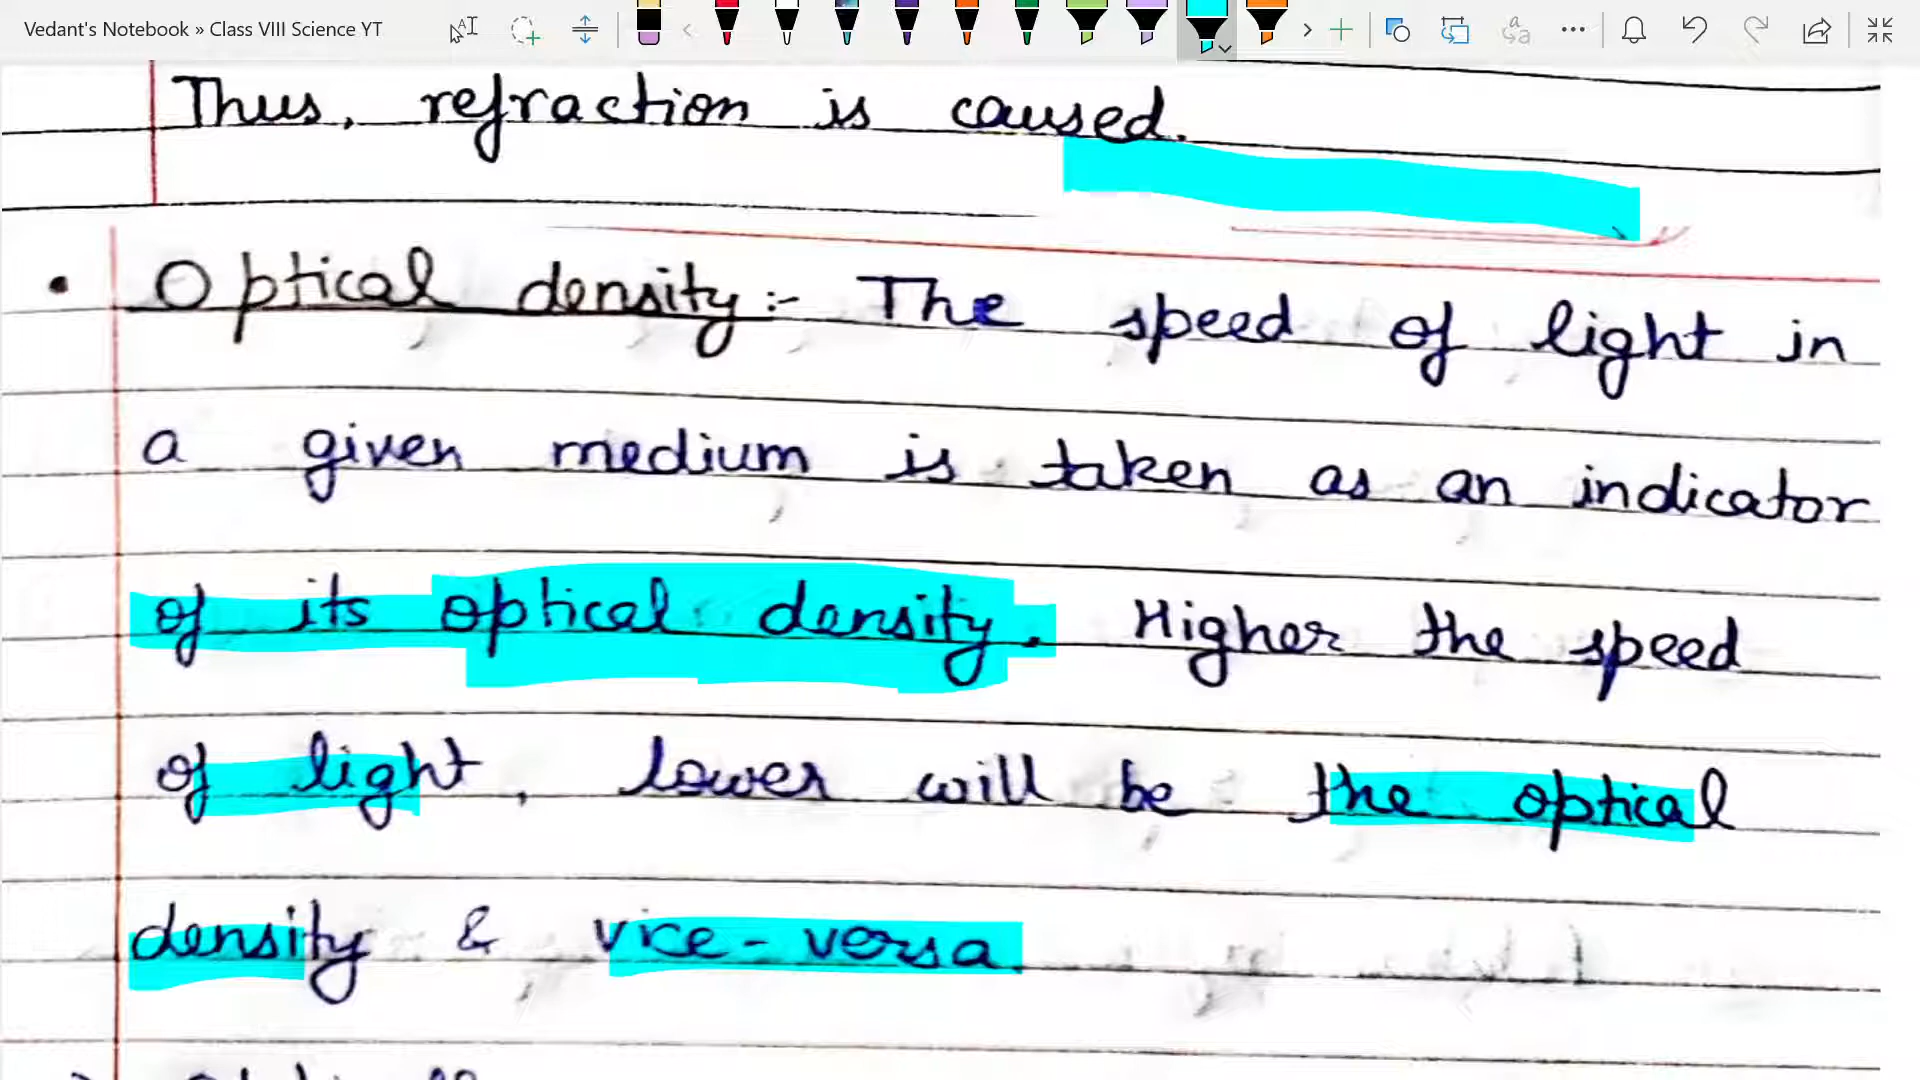 Vedant's Notebook » Class VIII Science YT
Thus, refraction is caused.
• Optical density:- The speed of light in
a given medium is taken as an indicator
of its optical density. Higher the speed
of light, lower will be the optical
density & vice-versa.